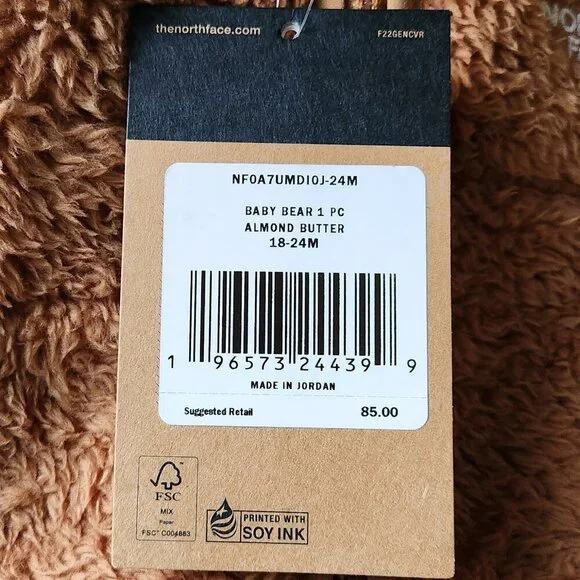 thenorthface.com
F22GENCVR
NF0A7UMDI0J-24M
BABY BEAR 1 PC
ALMOND BUTTER
18-24M
1 96573 24439 9
MADE IN JORDAN
Suggested Retail 85.00
FSC
MIX
Paper
FSC® C004663
PRINTED WITH
SOY INK